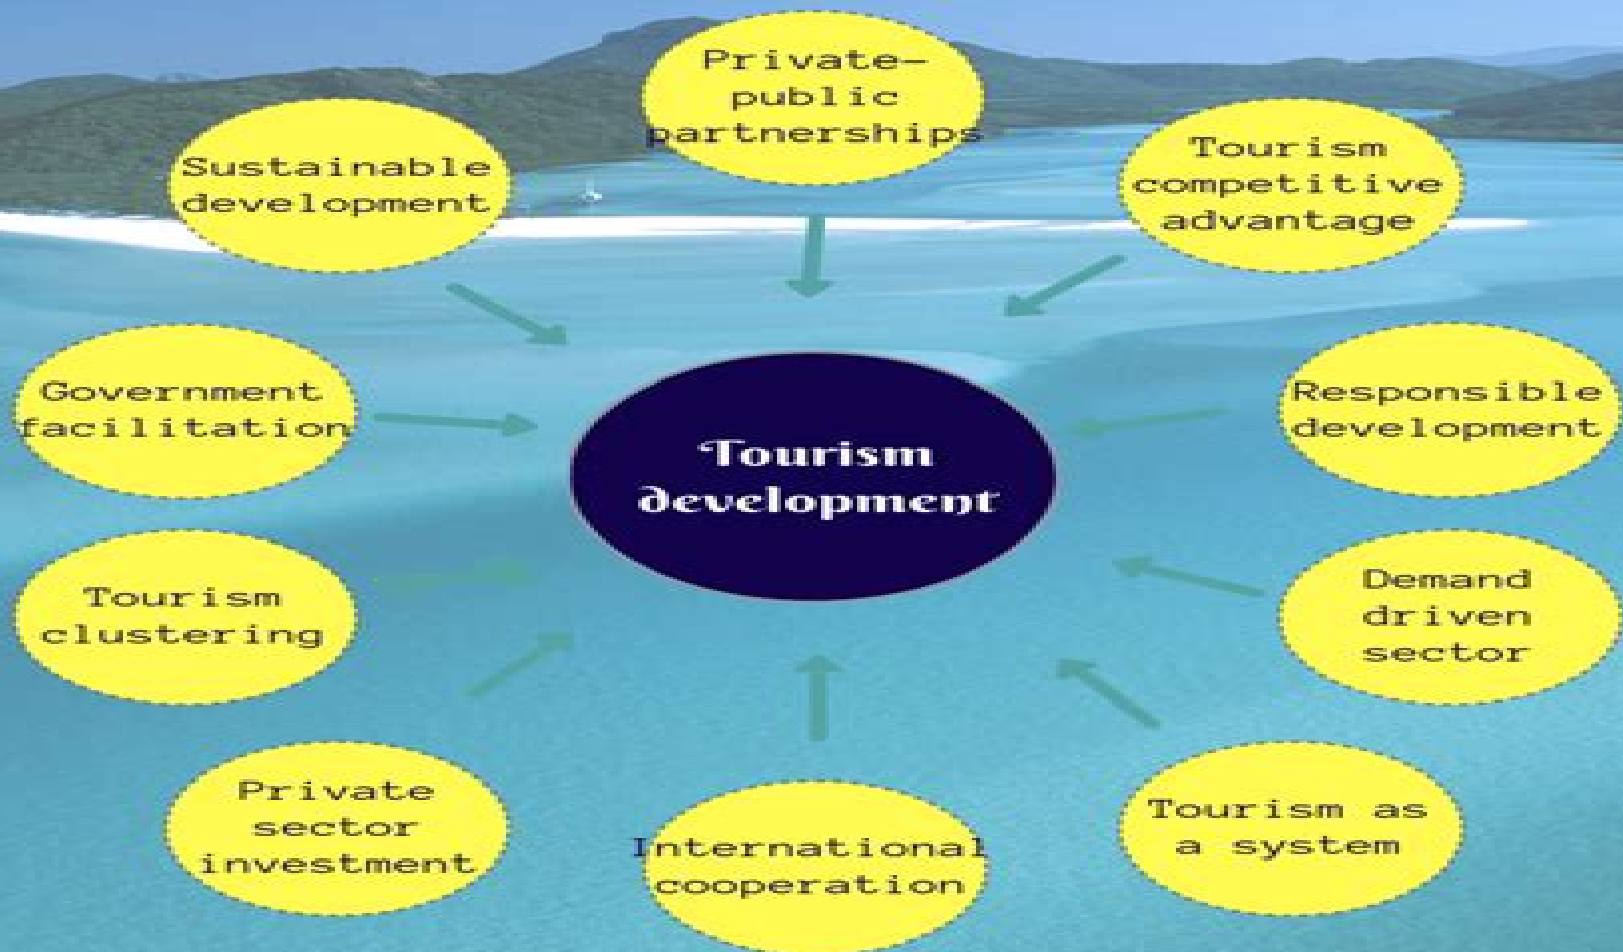 Private-
public
partnerships
Sustainable
development
Tourism
competitive
advantage
Government
facilitation
Responsible
development
Tourism
development
Tourism
clustering
Demand
driven
sector
Private
sector
investment
International
cooperation
Tourism as
a system